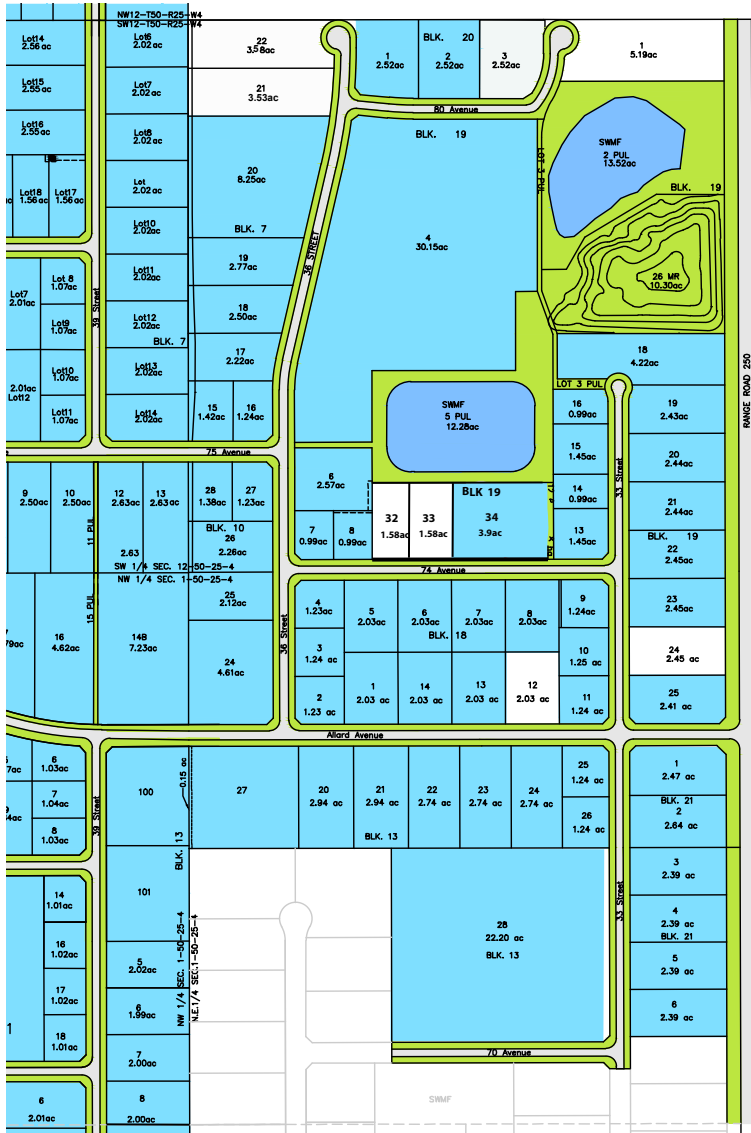 NW12-T50-R25-W4
SW12-T50-R25-W4
Lot14
2.56 ac
Lot6
2.02 ac
22
3.58ac
1
2.52ac
BLK. 20
2
2.52ac
3
2.52ac
1
5.19ac
Lot15
2.55 ac
Lot7
2.02 ac
21
3.53ac
80 Avenue
Lot16
2.55 ac
Lot8
2.02 ac
BLK. 19
SWMF
2 PUL
13.52ac
LOT 3 PUL
Lot18
1.56 ac
Lot17
1.56 ac
Lot
2.02 ac
20
8.25ac
BLK. 19
Lot10
2.02ac
BLK. 7
4
30.15ac
36 STREET
19
2.77ac
Lot11
2.02ac
Lot 8
1.07ac
26 MR
10.30ac
Lot7
2.01ac
39 Street
18
2.50ac
Lot9
1.07ac
Lot12
2.02ac
BLK. 7
17
2.22ac
18
4.22ac
RANGE ROAD 250
Lot10
1.07ac
Lot13
2.02ac
2.01ac
Lot12
LOT 3 PUL
Lot11
1.07ac
Lot14
2.02ac
15
1.42ac
16
1.24ac
SWMF
5 PUL
12.28ac
16
0.99ac
19
2.43ac
15
1.45ac
20
2.44ac
33 Street
75 Avenue
9
2.50ac
10
2.50ac
12
2.63ac
13
2.63ac
28
1.38ac
27
1.23ac
6
2.57ac
BLK 19
14
0.99ac
21
2.44ac
11 PUL
BLK. 10
26
2.26ac
7
0.99ac
8
0.99ac
32
1.58ac
33
1.58ac
34
3.9ac
13
1.45ac
BLK. 19
22
2.45ac
2.63
SW 1/4 SEC. 12-50-25-4
NW 1/4 SEC. 1-50-25-4
74 Avenue
15 PUL
25
2.12ac
4
1.23ac
5
2.03ac
6
2.03ac
7
2.03ac
8
2.03ac
9
1.24ac
23
2.45ac
BLK. 18
16
4.62ac
14B
7.23ac
36 Street
3
1.24 ac
10
1.25 ac
24
2.45 ac
24
4.61ac
2
1.23 ac
1
2.03 ac
14
2.03 ac
13
2.03 ac
12
2.03 ac
11
1.24 ac
25
2.41 ac
Allard Avenue
6
1.03ac
7
1.04ac
8
1.03ac
39 Street
100
0.15 ac
27
20
2.94 ac
21
2.94 ac
22
2.74 ac
23
2.74 ac
24
2.74 ac
25
1.24 ac
26
1.24 ac
1
2.47 ac
BLK. 21
2
2.64 ac
BLK. 13
BLK. 13
3
2.39 ac
14
1.01ac
101
33 Street
4
2.39 ac
BLK. 21
28
22.20 ac
BLK. 13
16
1.02ac
5
2.02ac
NW 1/4 SEC. 1-50-25-4
N.E.1/4 SEC.1-50-25-4
5
2.39 ac
17
1.02ac
6
1.99ac
6
2.39 ac
1
18
1.01ac
7
2.00ac
70 Avenue
6
2.01ac
8
2.00ac
SWMF